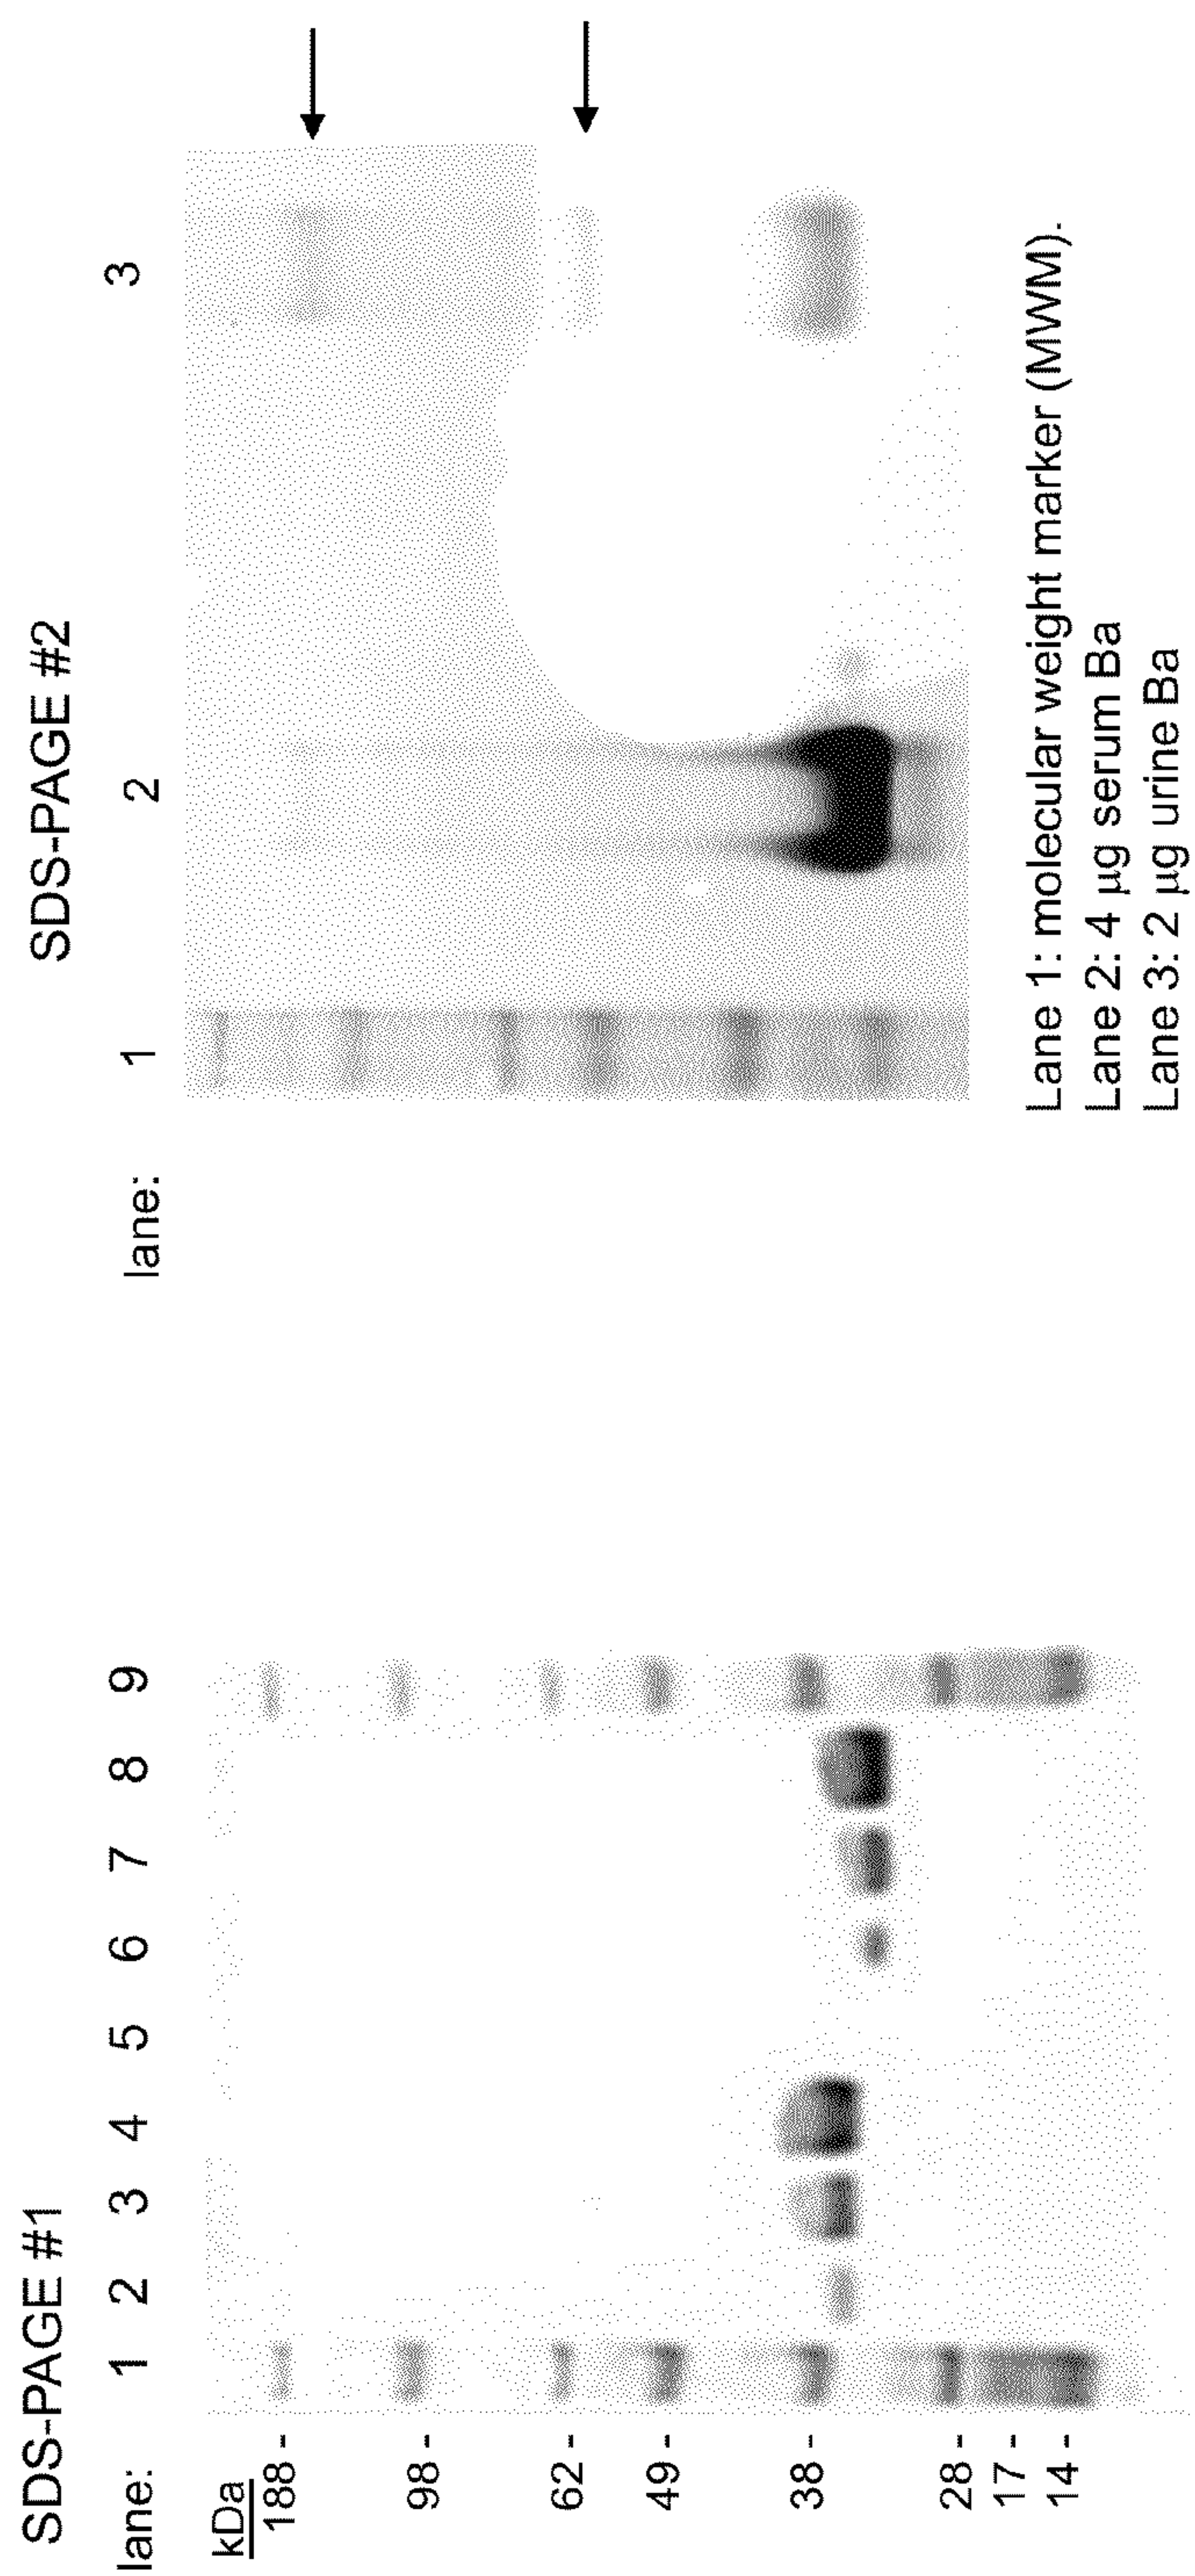 SDS-PAGE #1
lane: 1 2 3 4 5 6 7 8 9
kDa
188 -
98 -
62 -
49 -
38 -
28 -
17 -
14 -
SDS-PAGE #2
lane: 1 2 3
Lane 1: molecular weight marker (MWM).
Lane 2: 4 µg serum Ba
Lane 3: 2 µg urine Ba